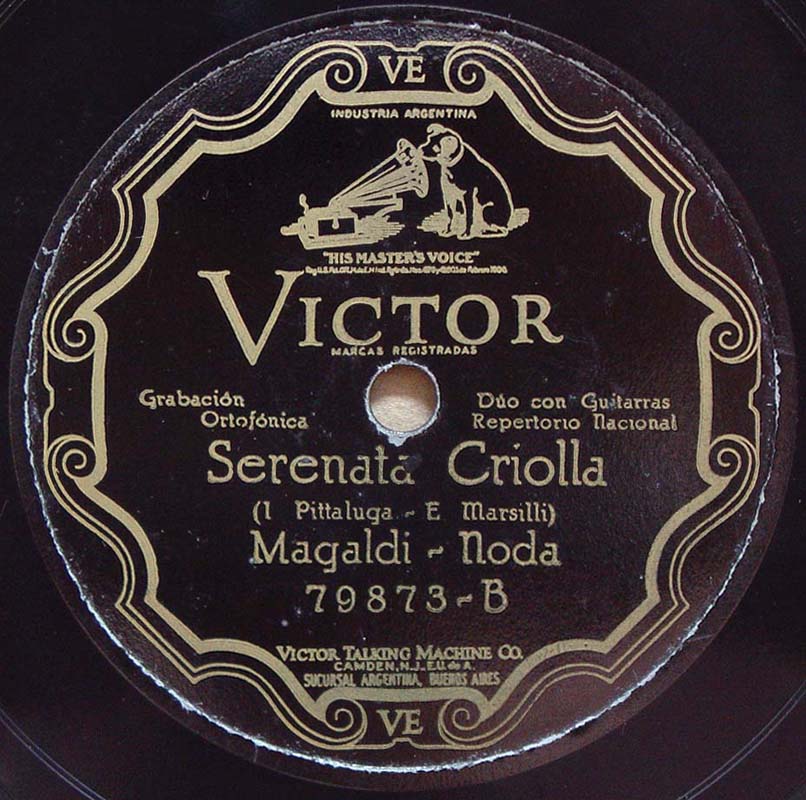 VE
INDUSTRIA ARGENTINA
"HIS MASTER'S VOICE"
VICTOR
MARCAS REGISTRADAS
Grabación
Ortofónica
Dúo con Guitarras
Repertorio Nacional
Serenata Criolla
(I Pittaluga - E Marsilli)
Magaldi - Noda
79873-B
VICTOR TALKING MACHINE CO.
CAMDEN, N.J., E.U. de A.
SUCURSAL ARGENTINA, BUENOS AIRES
VE